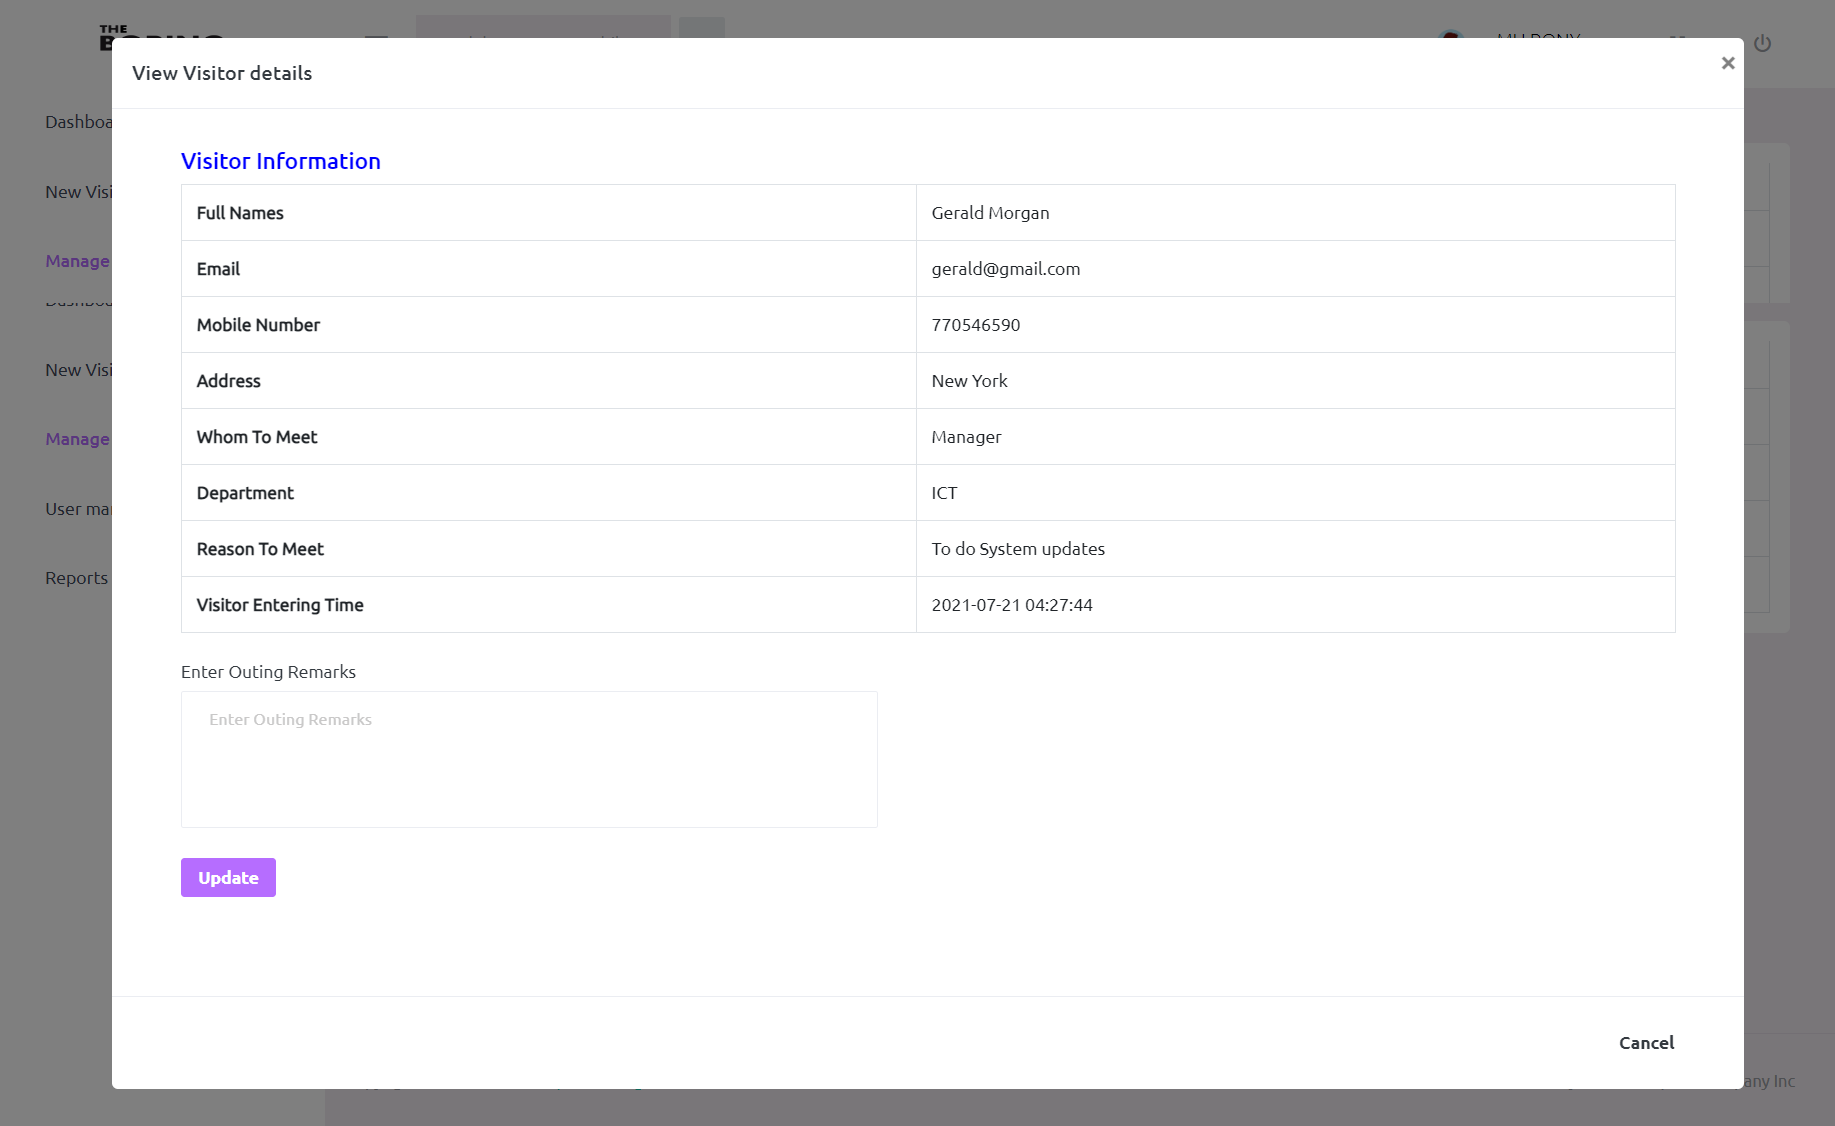 THE
View Visitor details
×
Visitor Information
Full Names Gerald Morgan
Email gerald@gmail.com
Mobile Number 770546590
Address New York
Whom To Meet Manager
Department ICT
Reason To Meet To do System updates
Visitor Entering Time 2021-07-21 04:27:44
Enter Outing Remarks
Enter Outing Remarks
Update
Cancel
New Visi
Manage
New Visi
Manage
User mar
Reports
any Inc